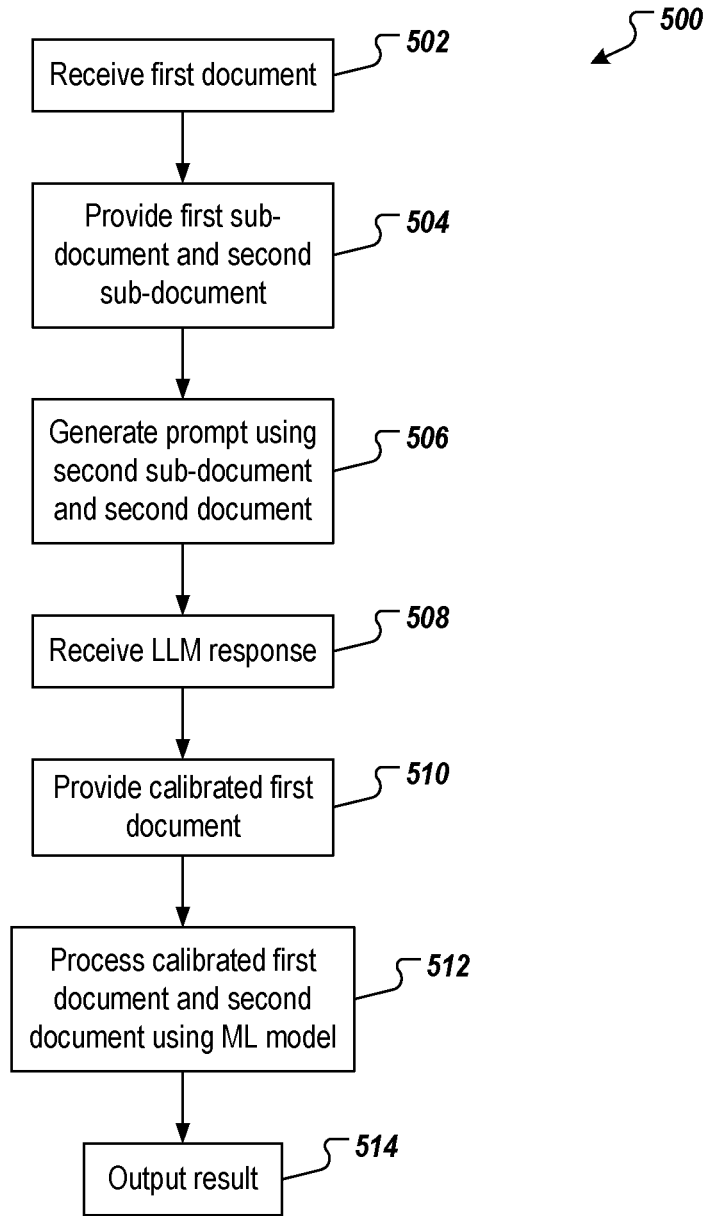 500
502
Receive first document
504
Provide first sub-
document and second
sub-document
506
Generate prompt using
second sub-document
and second document
508
Receive LLM response
510
Provide calibrated first
document
512
Process calibrated first
document and second
document using ML model
514
Output result